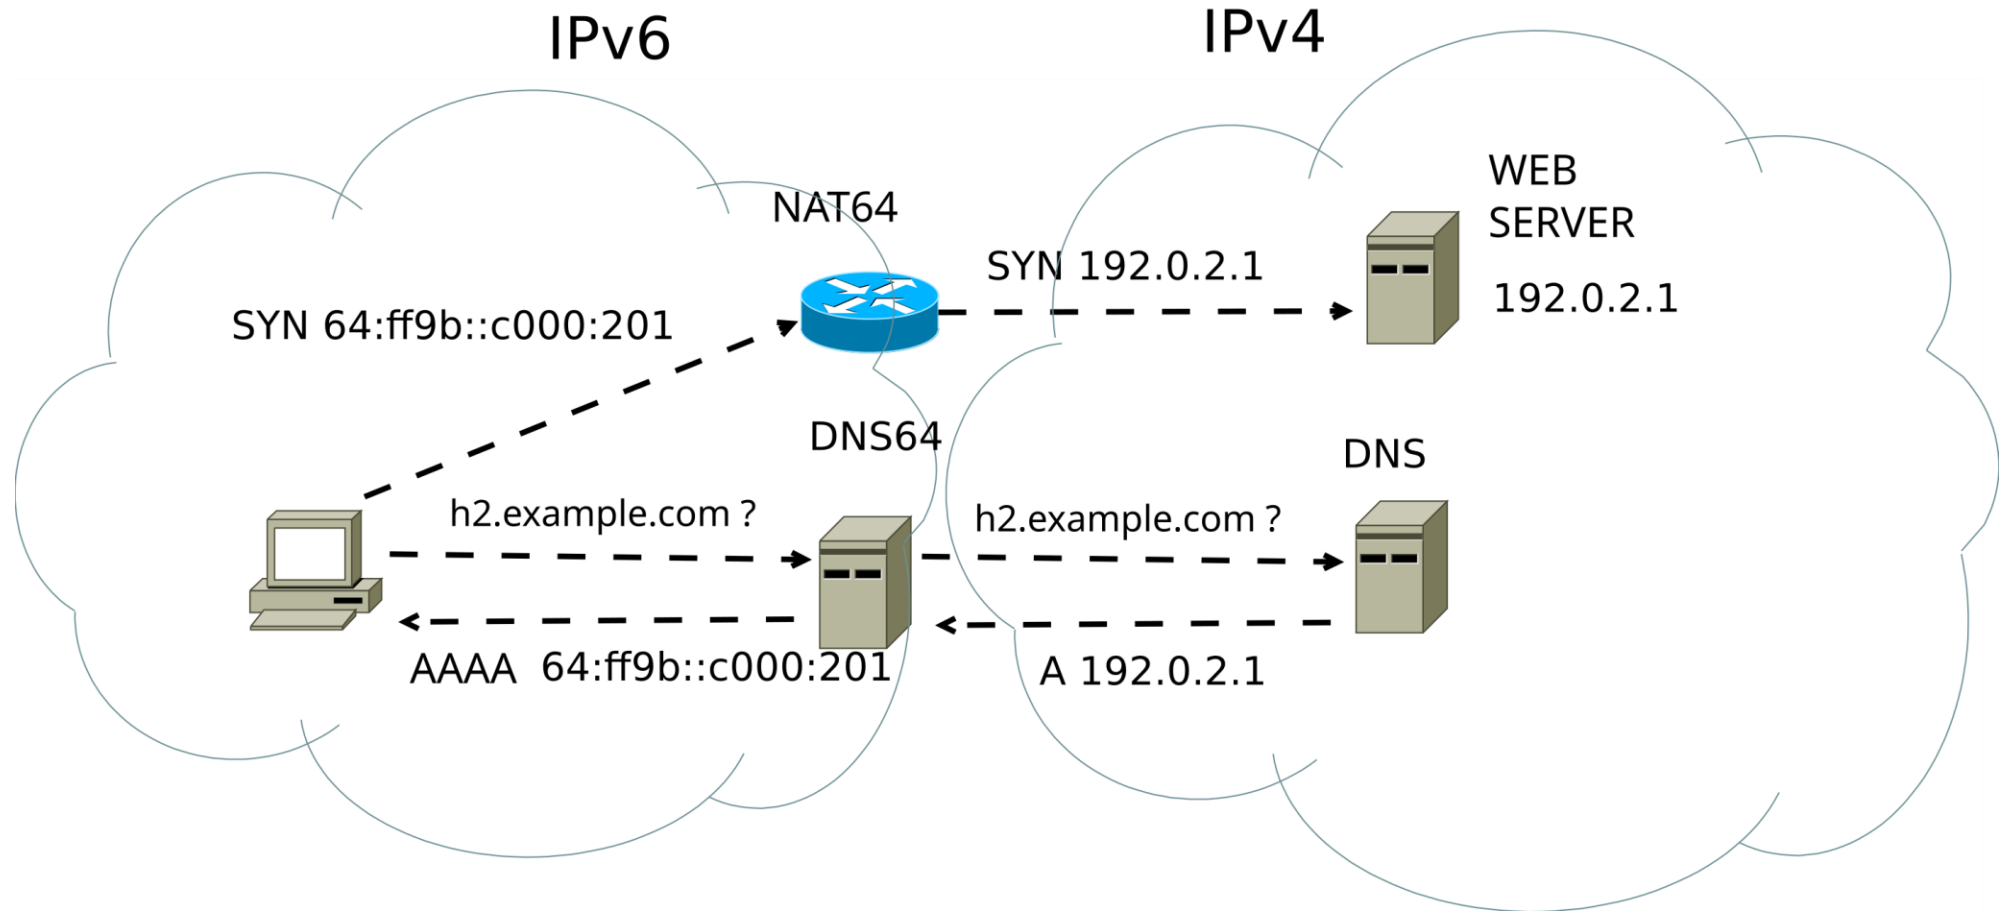 IPv6
IPv4
NAT64
WEB
SERVER
192.0.2.1
SYN 192.0.2.1
SYN 64:ff9b::c000:201
DNS64
DNS
h2.example.com ?
h2.example.com ?
AAAA 64:ff9b::c000:201
A 192.0.2.1